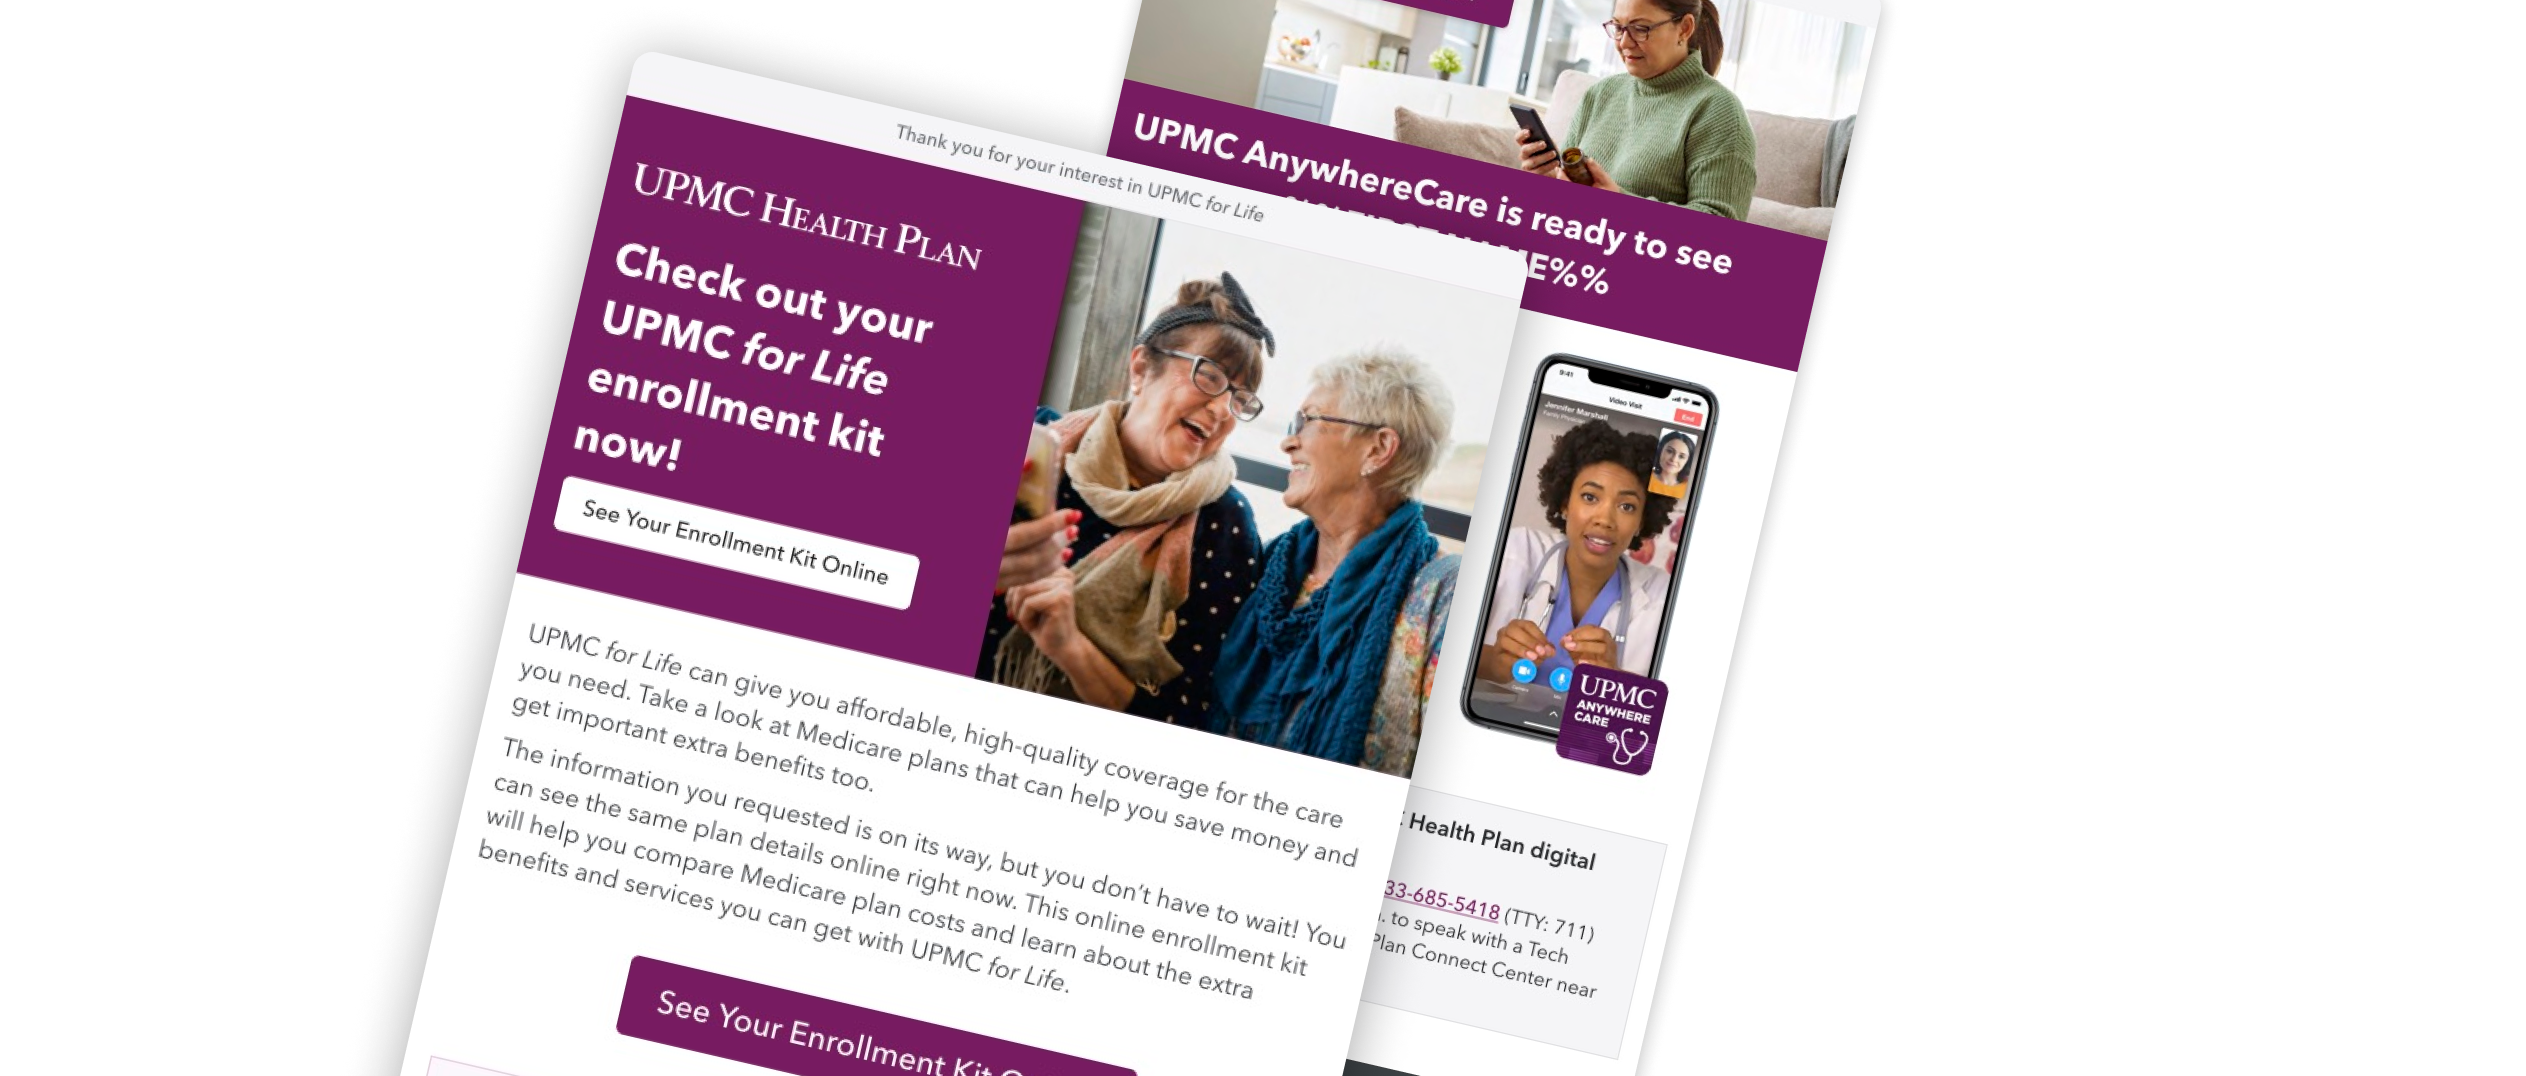 Thank you for your interest in UPMC for Life
UPMC HEALTH PLAN
Check out your
UPMC for Life
enrollment kit
now!
See Your Enrollment Kit Online
UPMC for Life can give you affordable, high-quality coverage for the care
you need. Take a look at Medicare plans that can help you save money and
get important extra benefits too.
The information you requested is on its way, but you don't have to wait! You
can see the same plan details online right now. This online enrollment kit
will help you compare Medicare plan costs and learn about the extra
benefits and services you can get with UPMC for Life.
See Your Enrollment Kit
UPMC AnywhereCare is ready to see
E%%
9:41
Video Visit
Jennifer Marshall
Family Physician
End
Camera
UPMC
ANYWHERE
CARE
Health Plan digital
33-685-5418 (TTY: 711)
. to speak with a Tech
Plan Connect Center near